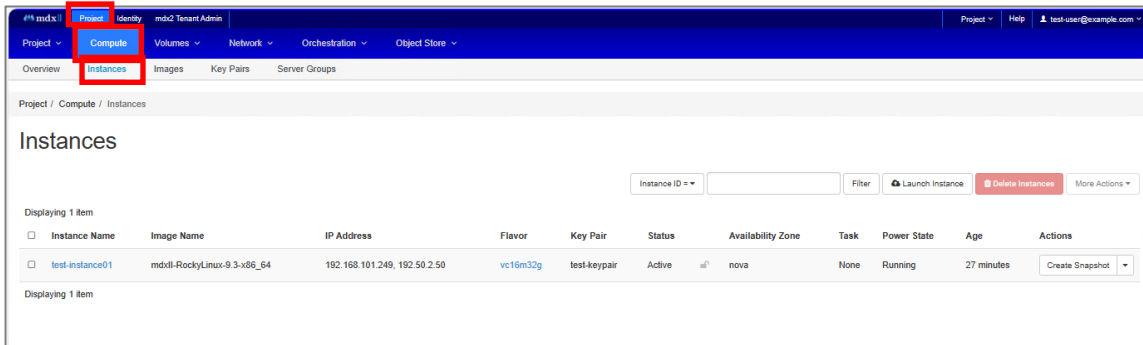 mdx II Project Identity mdx2 Tenant Admin Project Help test-user@example.com
Project Compute Volumes Network Orchestration Object Store
Overview Instances Images Key Pairs Server Groups
Project / Compute / Instances
Instances
Instance ID = Filter Launch Instance Delete Instances More Actions
Displaying 1 item
Instance Name Image Name IP Address Flavor Key Pair Status Availability Zone Task Power State Age Actions
test-instance01 mdxII-RockyLinux-9.3-x86_64 192.168.101.249, 192.50.2.50 vc16m32g test-keypair Active nova None Running 27 minutes Create Snapshot
Displaying 1 item